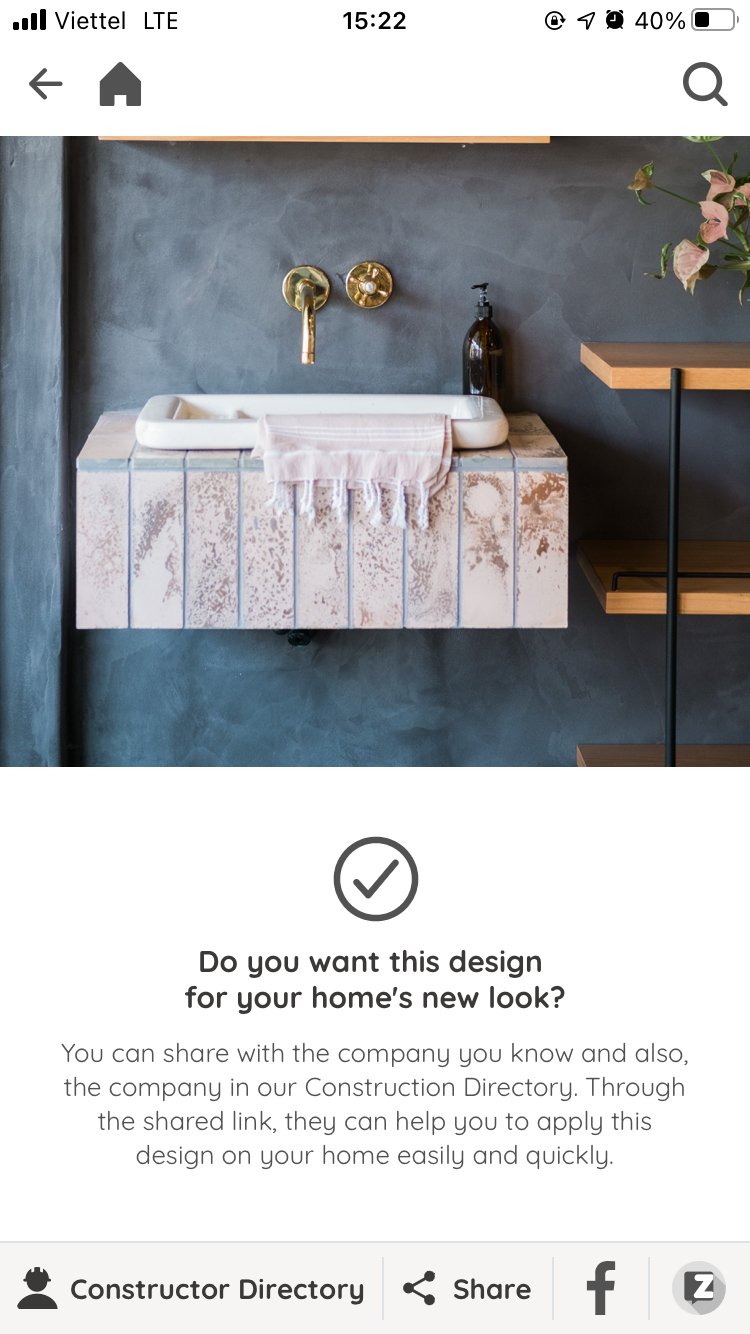 Viettel LTE 15:22 40%
Do you want this design
for your home's new look?
You can share with the company you know and also,
the company in our Construction Directory. Through
the shared link, they can help you to apply this
design on your home easily and quickly.
Constructor Directory Share f Z